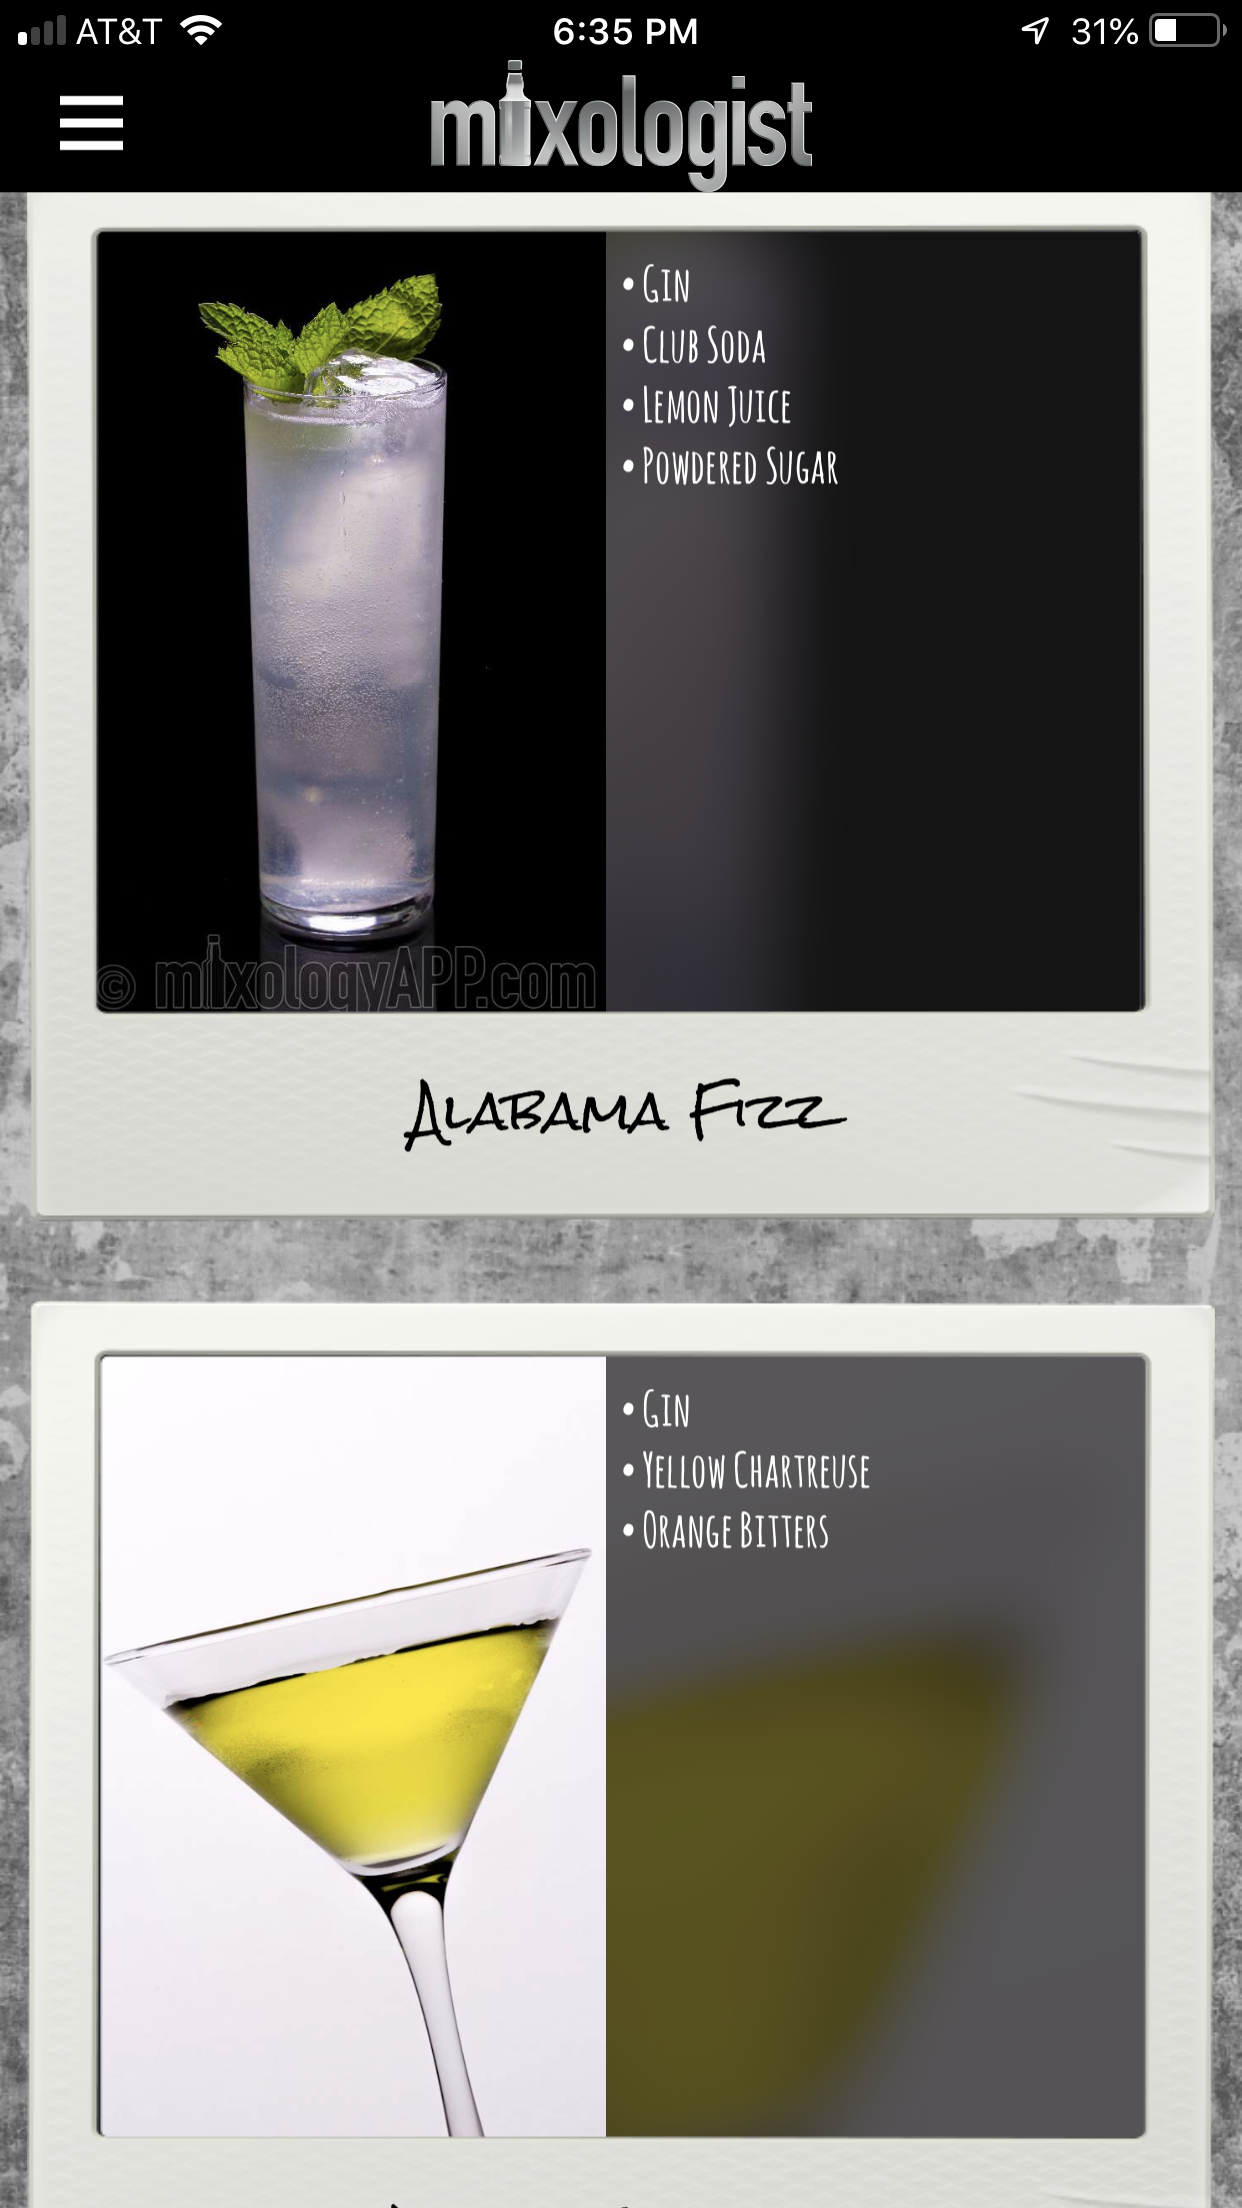 AT&T 6:35 PM 31%
mixologist
• Gin
• Club Soda
• Lemon Juice
• Powdered Sugar
© mixologyAPP.com
Alabama Fizz
• Gin
• Yellow Chartreuse
• Orange Bitters